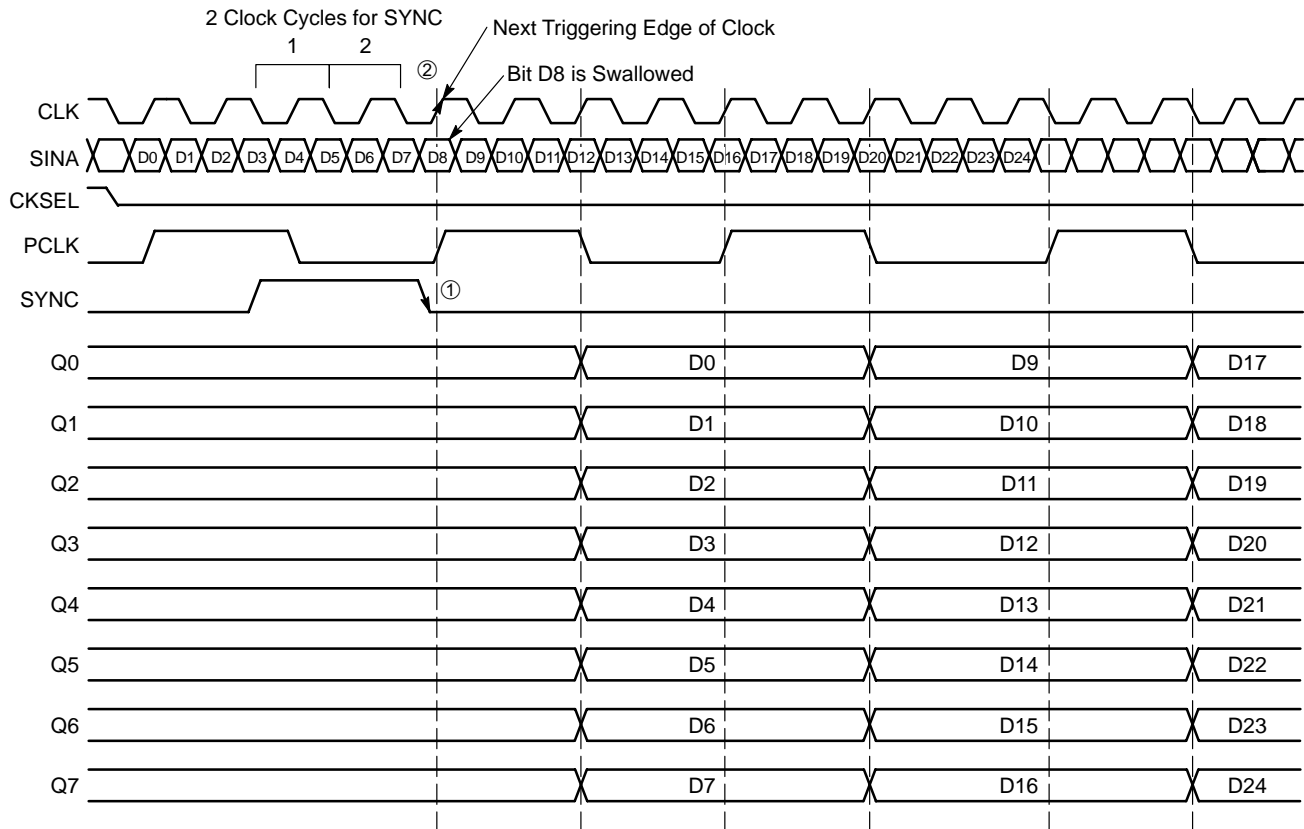 2 Clock Cycles for SYNC
1 2
② Next Triggering Edge of Clock
Bit D8 is Swallowed
CLK
SINA D0 D1 D2 D3 D4 D5 D6 D7 D8 D9 D10 D11 D12 D13 D14 D15 D16 D17 D18 D19 D20 D21 D22 D23 D24
CKSEL
PCLK
SYNC ①
Q0 D0 D9 D17
Q1 D1 D10 D18
Q2 D2 D11 D19
Q3 D3 D12 D20
Q4 D4 D13 D21
Q5 D5 D14 D22
Q6 D6 D15 D23
Q7 D7 D16 D24